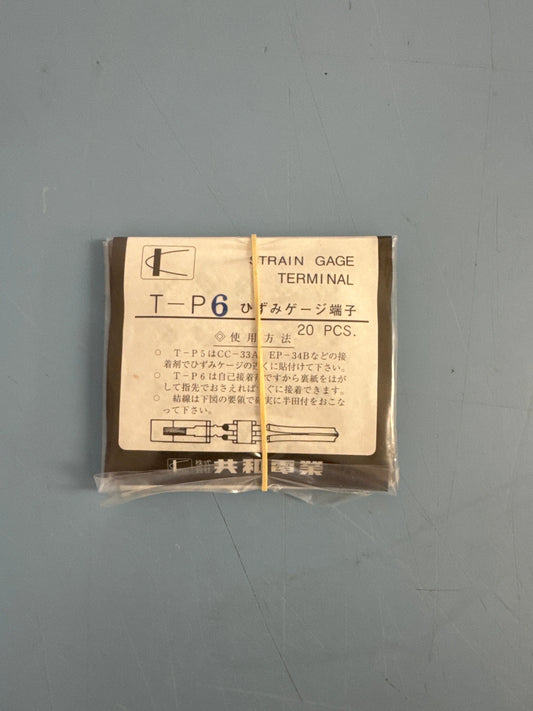 STRAIN GAGE
TERMINAL
T-P6 ひずみゲージ端子
20 PCS.
◇使用方法
○ T-P5はCC-33A、EP-34Bなどの接
着剤でひずみケージの近くに貼付けて下さい。
○ T-P6は自己接着剤ですから裏紙をはが
して指先でおさえればすぐに接着できます。
○ 結線は下図の要領で確実に半田付をおこな
って下さい。
株式会社 共和電業